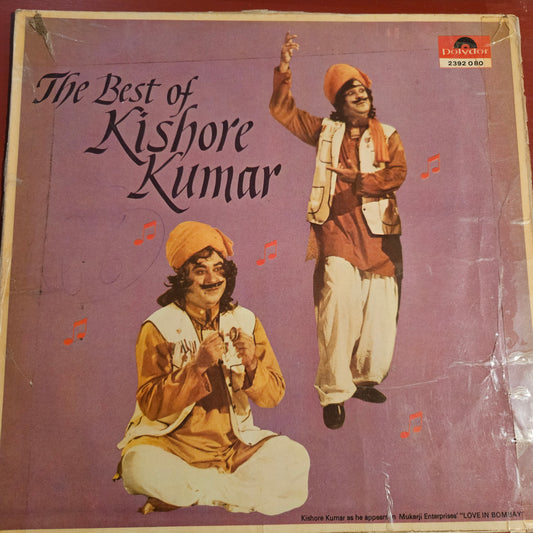 Polydor
2392 080
The Best of
Kishore
Kumar
Kishore Kumar as he appears in Mukerji Enterprises' "LOVE IN BOMBAY"